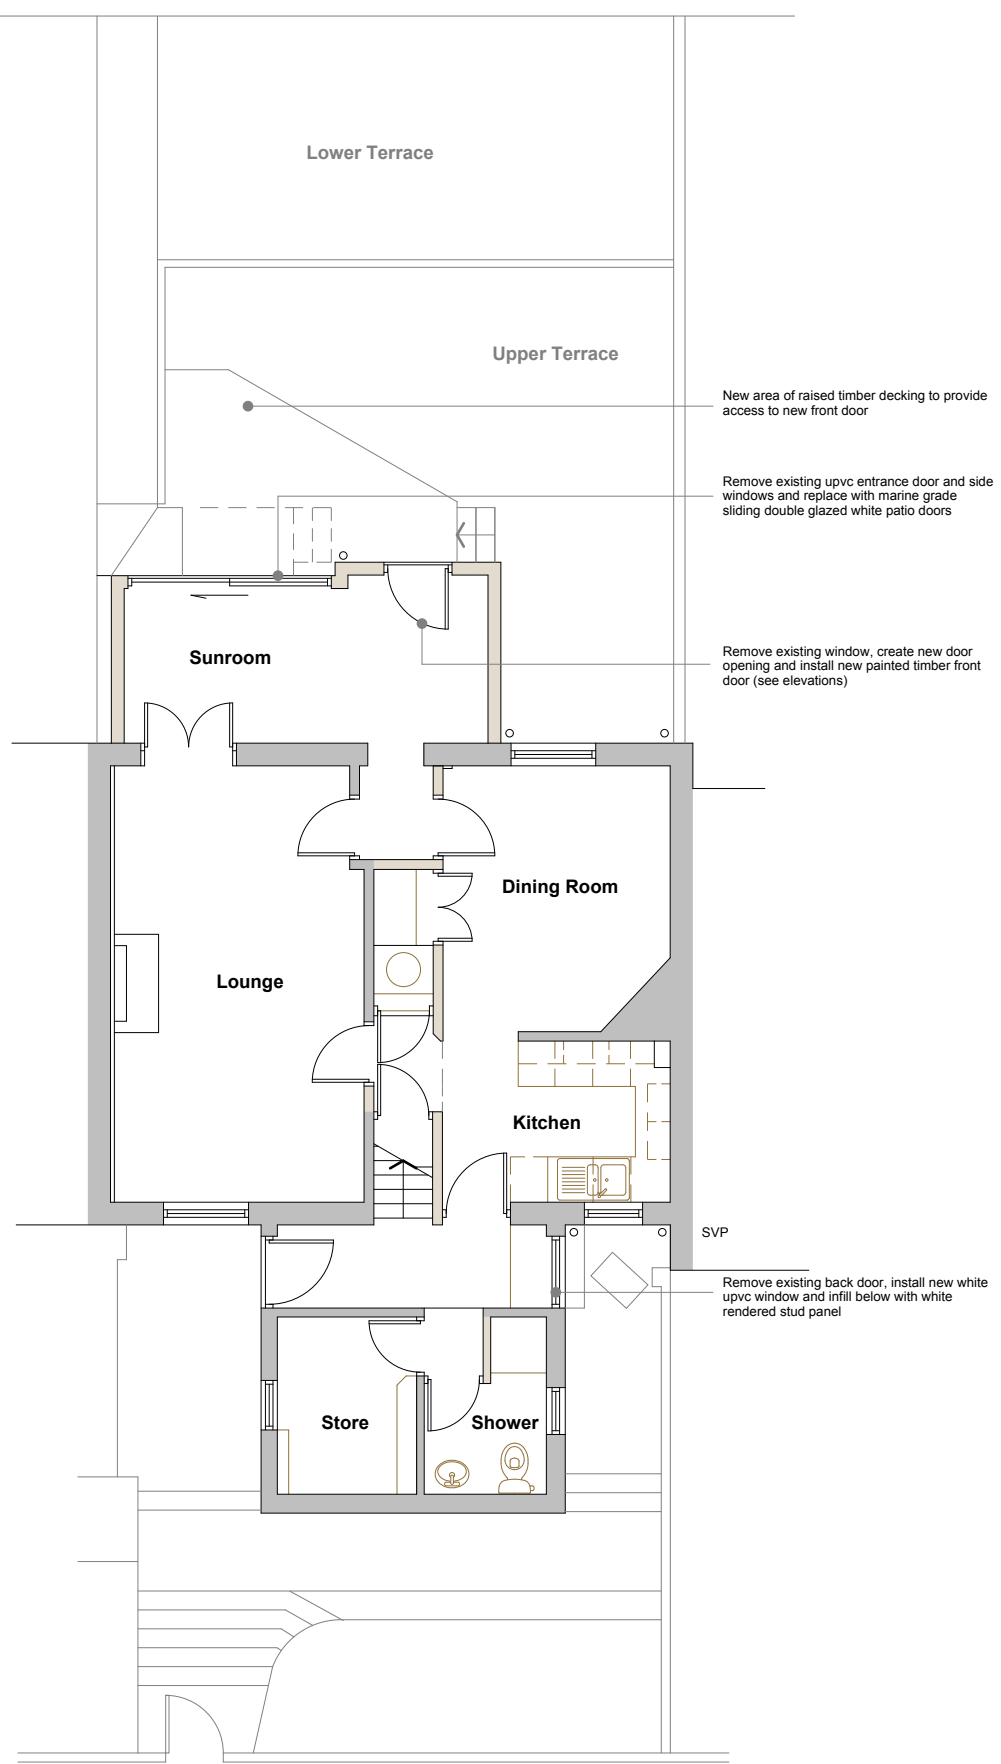 Lower Terrace
Upper Terrace
New area of raised timber decking to provide
access to new front door
Remove existing upvc entrance door and side
windows and replace with marine grade
sliding double glazed white patio doors
Remove existing window, create new door
opening and install new painted timber front
door (see elevations)
Sunroom
Dining Room
Lounge
Kitchen
SVP
Remove existing back door, install new white
upvc window and infill below with white
rendered stud panel
Store
Shower